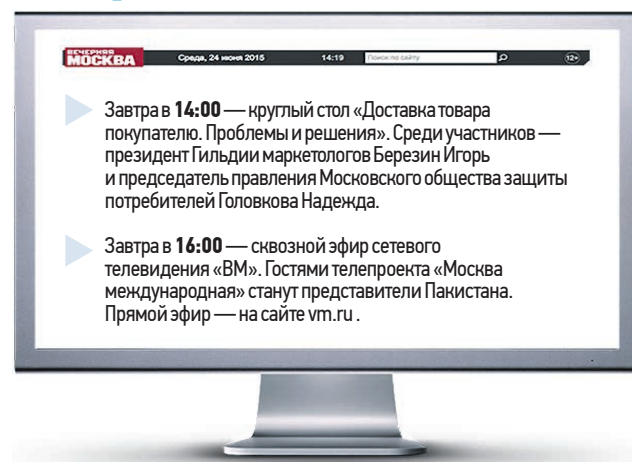 ВЕЧЕРНЯЯ
МОСКВА Среда, 24 июня 2015 14:19 Поиск по сайту 12+
Завтра в 14:00 — круглый стол «Доставка товара
покупателю. Проблемы и решения». Среди участников —
президент Гильдии маркетологов Березин Игорь
и председатель правления Московского общества защиты
потребителей Головкова Надежда.
Завтра в 16:00 — сквозной эфир сетевого
телевидения «ВМ». Гостями телепроекта «Москва
международная» станут представители Пакистана.
Прямой эфир — на сайте vm.ru .